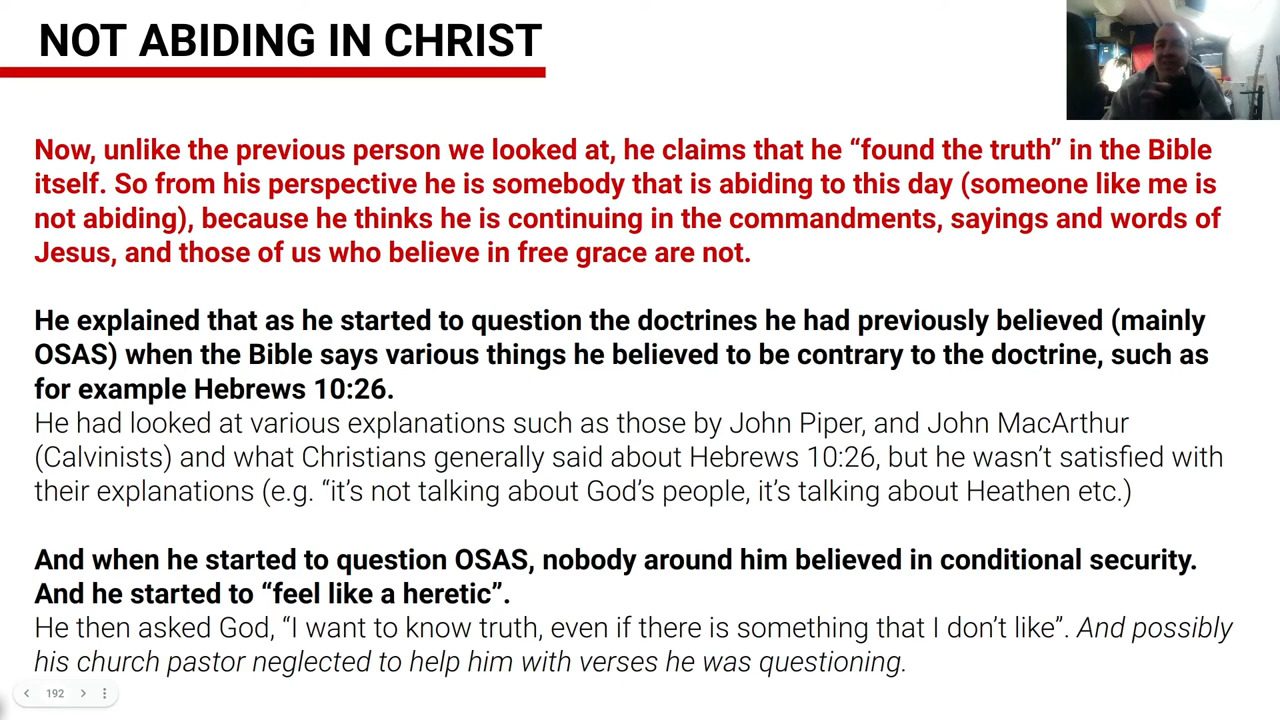 NOT ABIDING IN CHRIST
Now, unlike the previous person we looked at, he claims that he “found the truth” in the Bible
itself. So from his perspective he is somebody that is abiding to this day (someone like me is
not abiding), because he thinks he is continuing in the commandments, sayings and words of
Jesus, and those of us who believe in free grace are not.
He explained that as he started to question the doctrines he had previously believed (mainly
OSAS) when the Bible says various things he believed to be contrary to the doctrine, such as
for example Hebrews 10:26.
He had looked at various explanations such as those by John Piper, and John MacArthur
(Calvinists) and what Christians generally said about Hebrews 10:26, but he wasn’t satisfied with
their explanations (e.g. “it’s not talking about God’s people, it’s talking about Heathen etc.)
And when he started to question OSAS, nobody around him believed in conditional security.
And he started to “feel like a heretic”.
He then asked God, “I want to know truth, even if there is something that I don’t like”. And possibly
his church pastor neglected to help him with verses he was questioning.
192